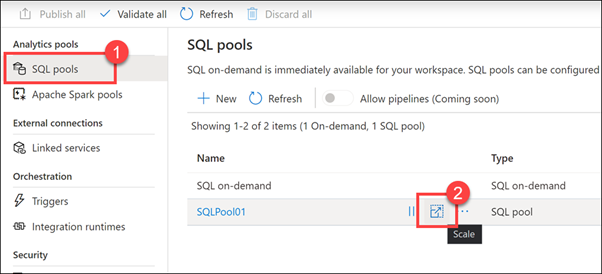 Publish all Validate all Refresh Discard all
Analytics pools
1
SQL pools
Apache Spark pools
External connections
Linked services
Orchestration
Triggers
Integration runtimes
Security
SQL pools
SQL on-demand is immediately available for your workspace. SQL pools can be configured
New Refresh Allow pipelines (Coming soon)
Showing 1-2 of 2 items (1 On-demand, 1 SQL pool)
Name Type
SQL on-demand SQL on-demand
2
SQLPool01 SQL pool
Scale